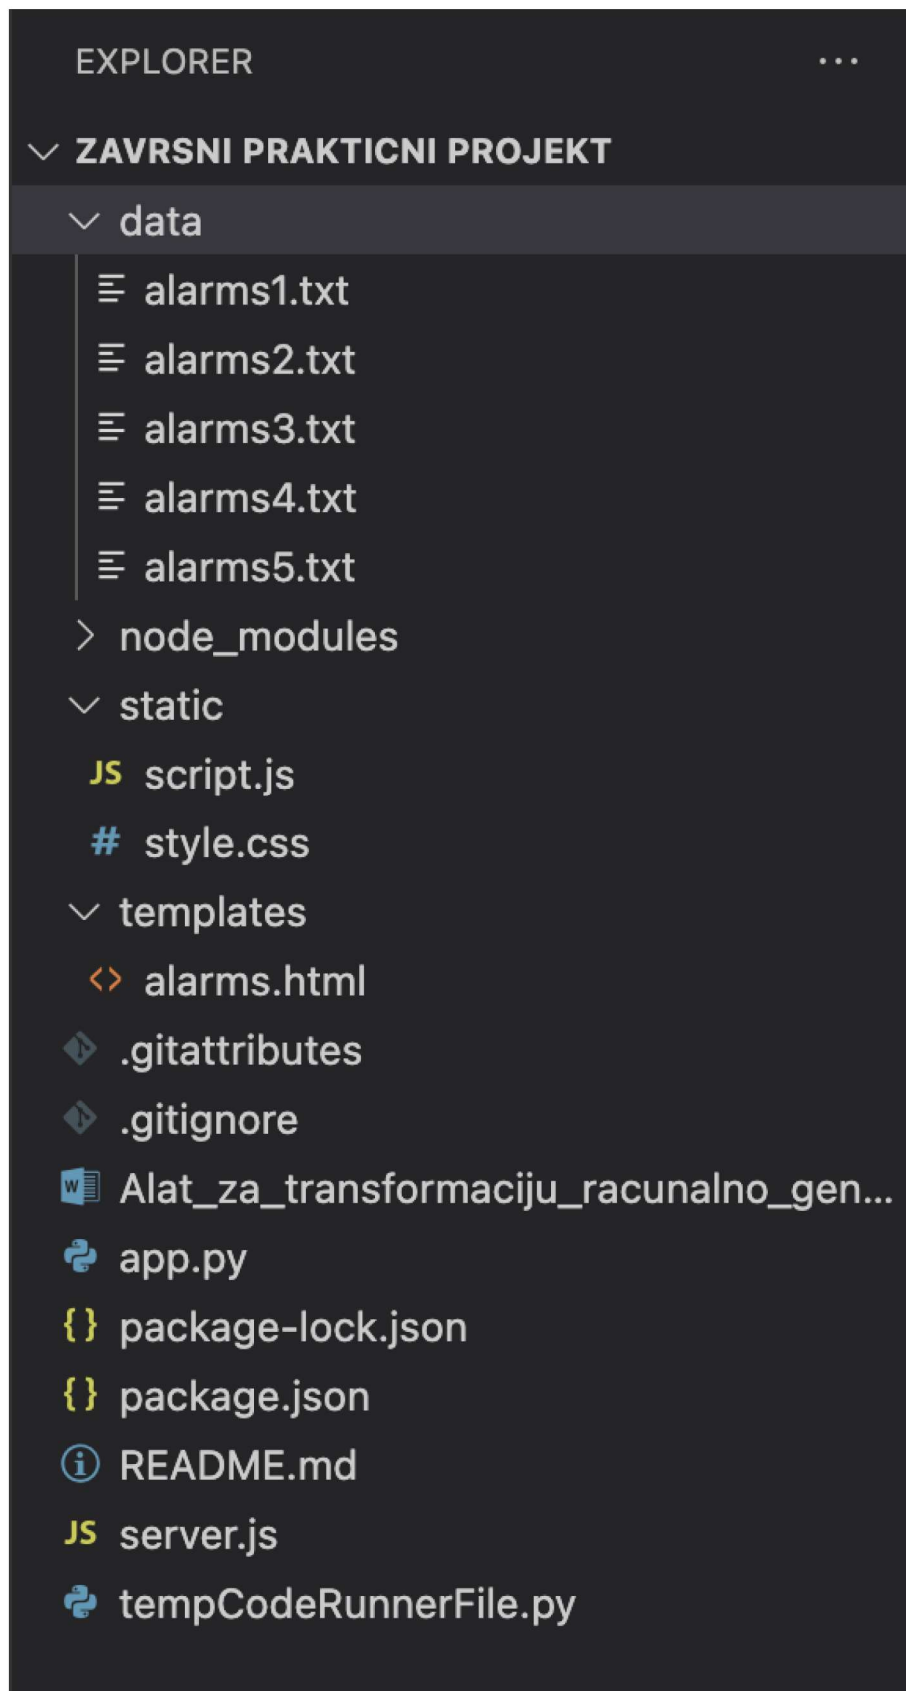 EXPLORER ...
ZAVRSNI PRAKTICNI PROJEKT
data
alarms1.txt
alarms2.txt
alarms3.txt
alarms4.txt
alarms5.txt
node_modules
static
JS script.js
# style.css
templates
<> alarms.html
.gitattributes
.gitignore
W Alat_za_transformaciju_racunalno_gen...
app.py
{} package-lock.json
{} package.json
i README.md
JS server.js
tempCodeRunnerFile.py